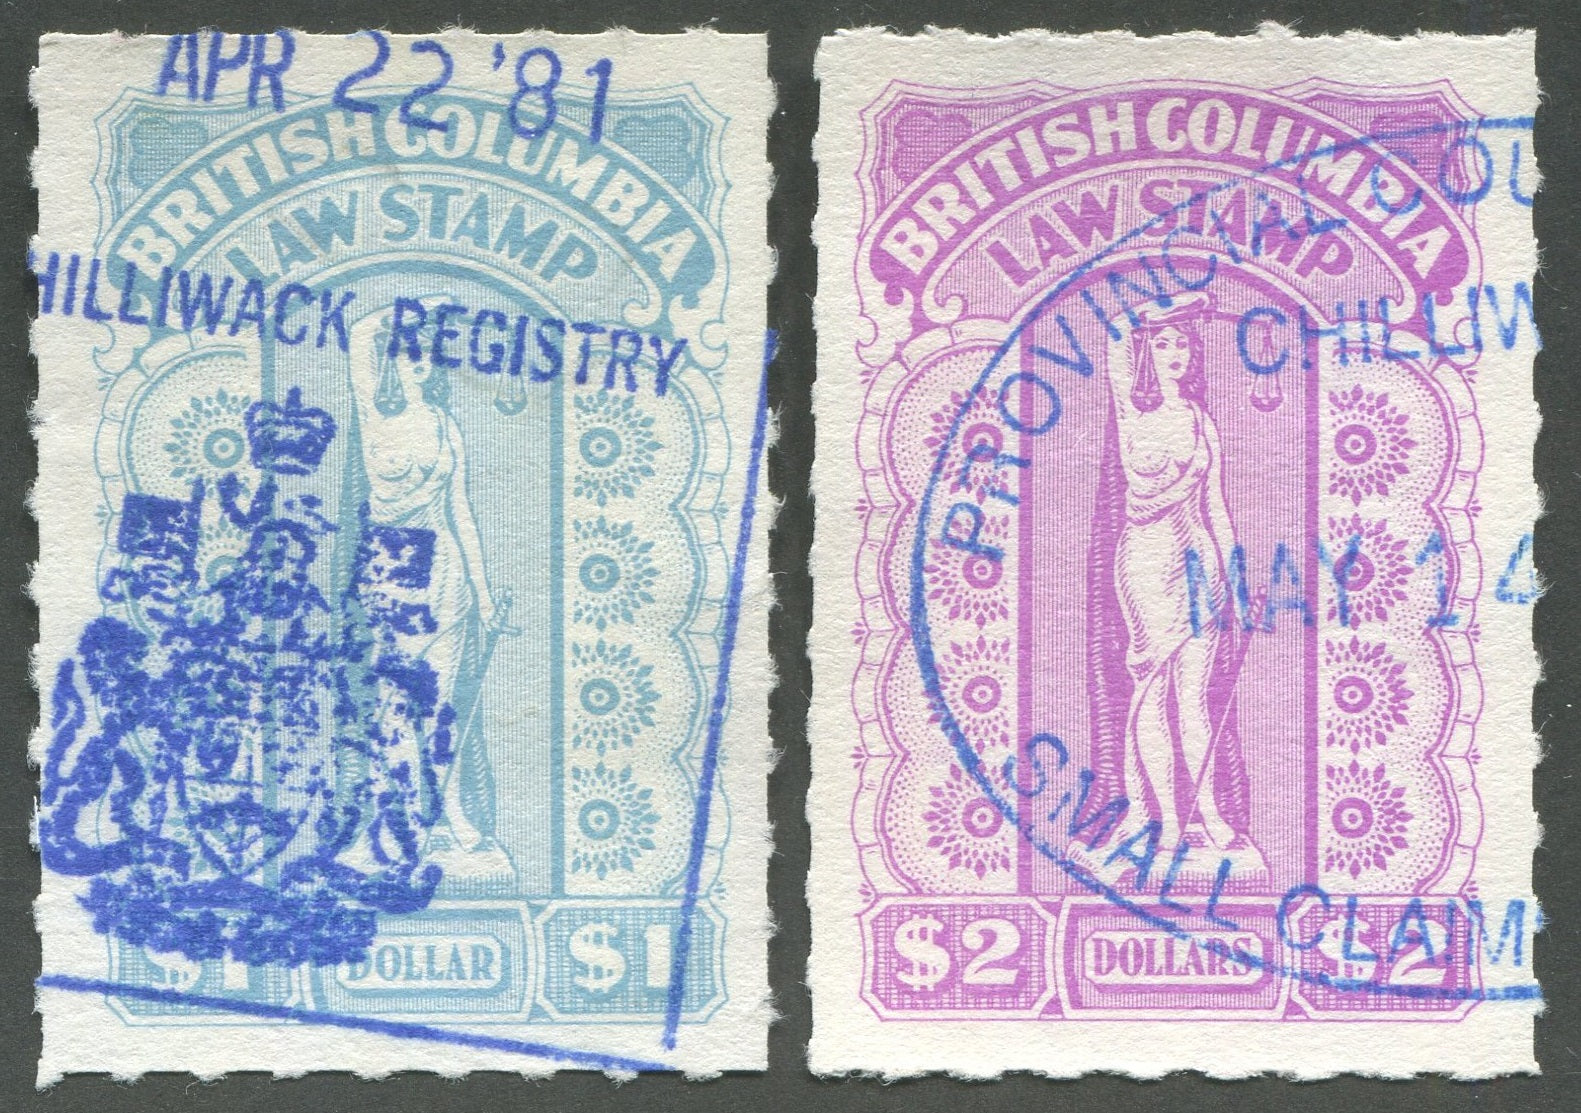 APR 22 '81
BRITISH COLUMBIA
LAW STAMP
HILLIWACK REGISTRY
$1 DOLLAR $1
BRITISH COLUMBIA
LAW STAMP
PROVINCIAL COU
CHILLIW
MAY 14
SMALL CLAIM
$2 DOLLARS $2